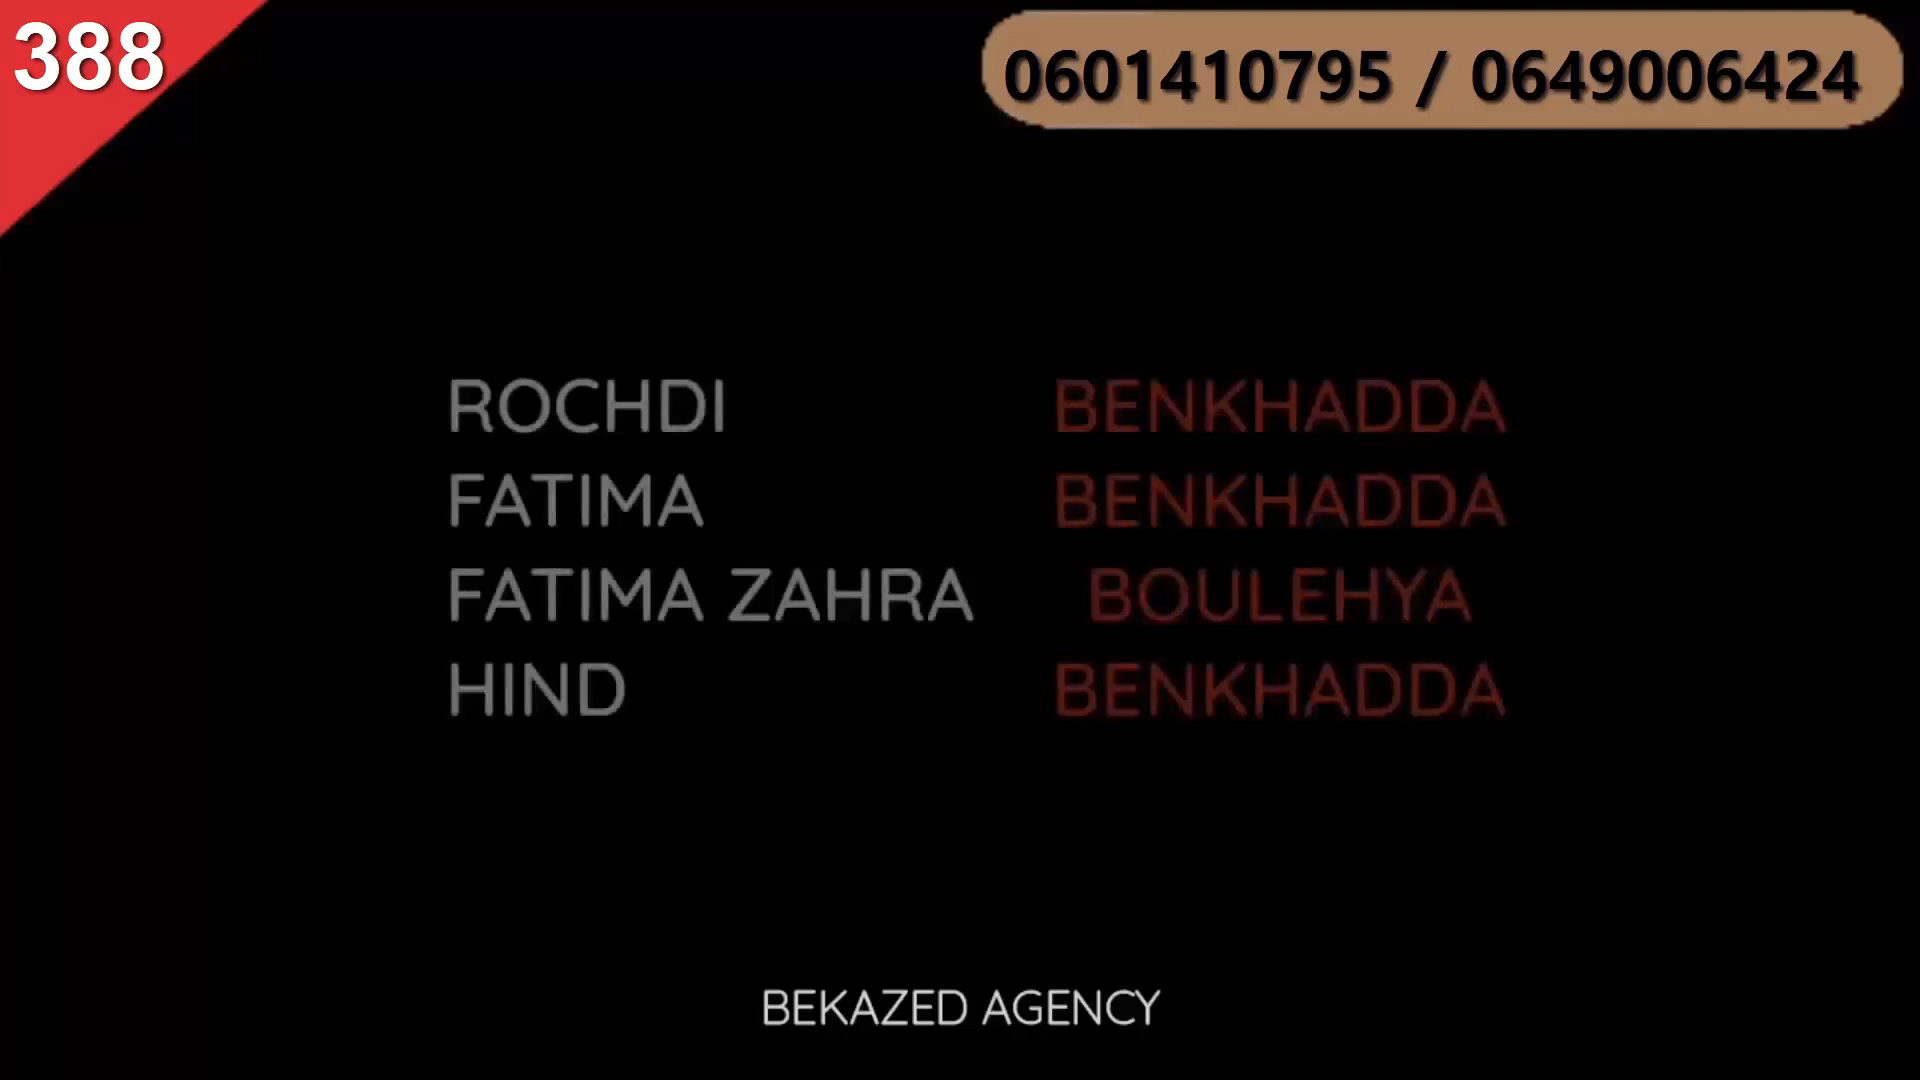 388
0601410795 / 0649006424
ROCHDI BENKHADDA
FATIMA BENKHADDA
FATIMA ZAHRA BOULEHYA
HIND BENKHADDA
BEKAZED AGENCY